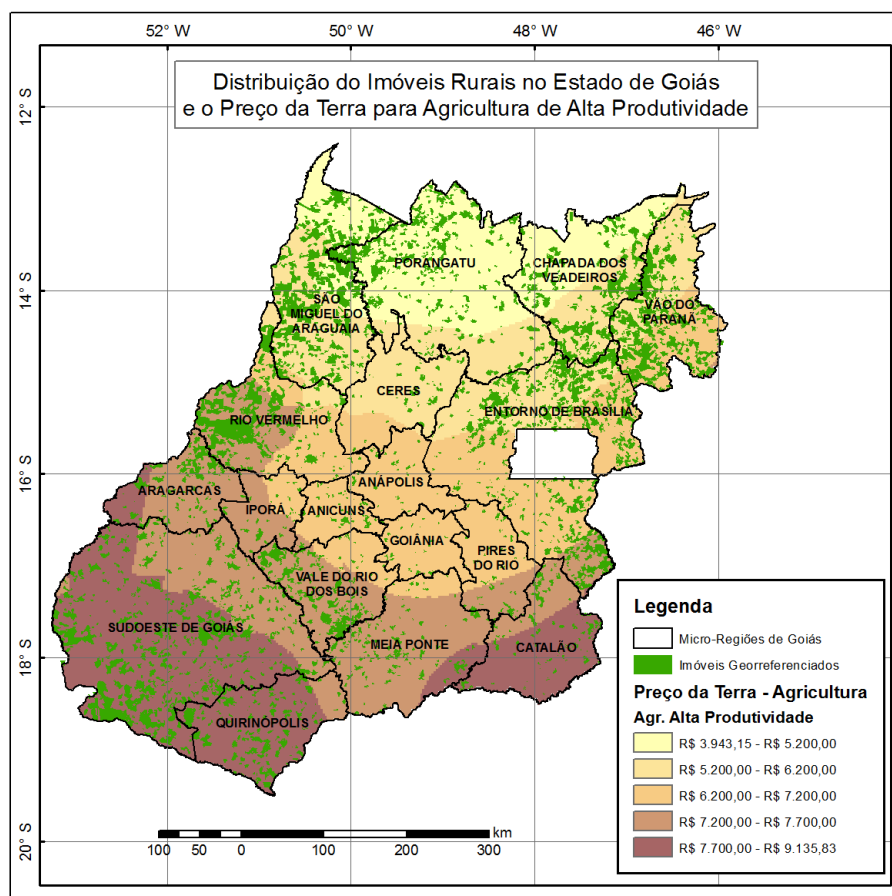 52° W
50° W
48° W
46° W
Distribuição do Imóveis Rurais no Estado de Goiás
e o Preço da Terra para Agricultura de Alta Produtividade
12° S
14° S
16° S
18° S
20° S
PORANGATU
CHAPADA DOS
VEADEIROS
SÃO
MIGUEL DO
ARAGUAIA
VÃO DO
PARANÃ
CERES
RIO VERMELHO
ENTORNO DE BRASILIA
ARAGARCAS
ANÁPOLIS
IPORÁ
ANICUNS
GOIÂNIA
PIRES
DO RIO
VALE DO RIO
DOS BOIS
SUDOESTE DE GOIÁS
MEIA PONTE
CATALÃO
QUIRINÓPOLIS
km
100 50 0 100 200 300
Legenda
Micro-Regiões de Goiás
Imóveis Georreferenciados
Preço da Terra - Agricultura
Agr. Alta Produtividade
R$ 3.943,15 - R$ 5.200,00
R$ 5.200,00 - R$ 6.200,00
R$ 6.200,00 - R$ 7.200,00
R$ 7.200,00 - R$ 7.700,00
R$ 7.700,00 - R$ 9.135,83